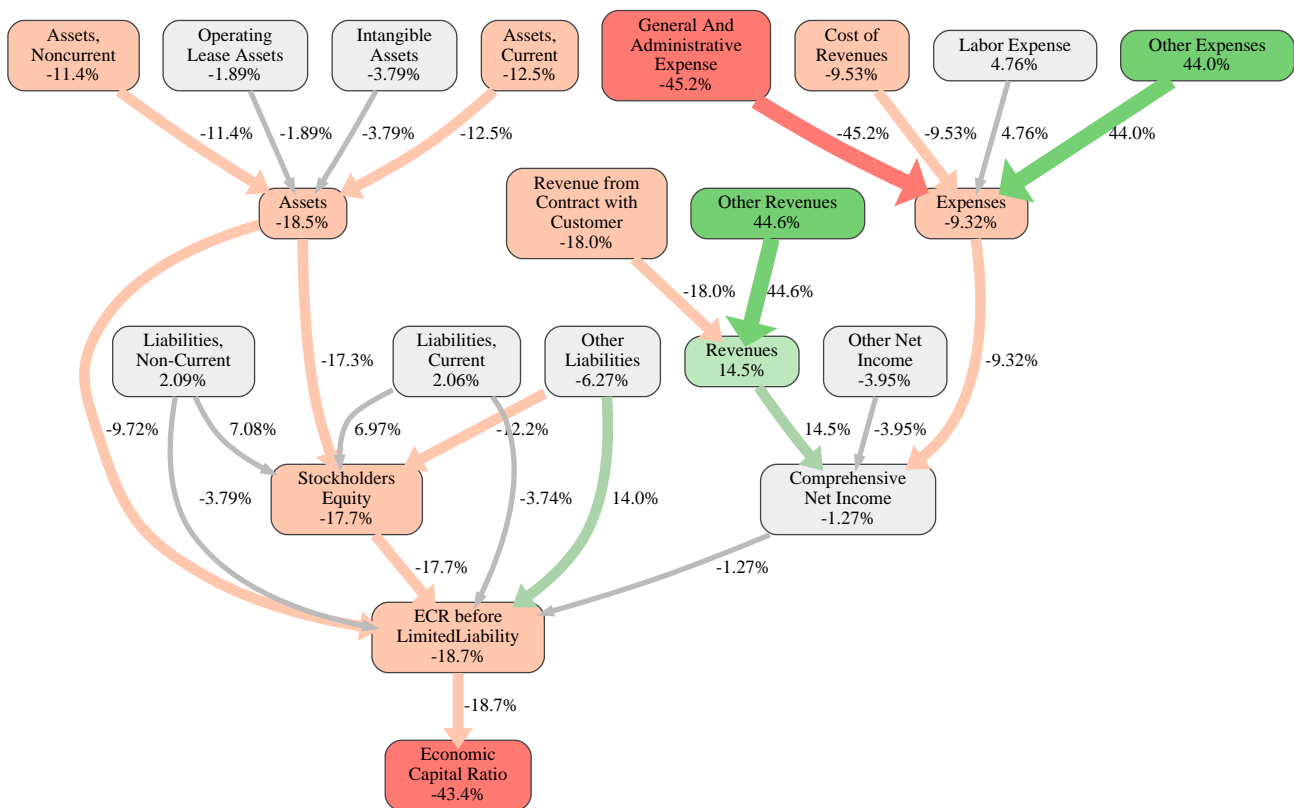 Assets,
Noncurrent
-11.4%
Operating
Lease Assets
-1.89%
Intangible
Assets
-3.79%
Assets,
Current
-12.5%
General And
Administrative
Expense
-45.2%
Cost of
Revenues
-9.53%
Labor Expense
4.76%
Other Expenses
44.0%
-11.4%
-1.89%
-3.79%
-12.5%
-45.2%
-9.53%
4.76%
44.0%
Assets
-18.5%
Revenue from
Contract with
Customer
-18.0%
Other Revenues
44.6%
Expenses
-9.32%
-18.0%
44.6%
Liabilities,
Non-Current
2.09%
-17.3%
Liabilities,
Current
2.06%
Other
Liabilities
-6.27%
Revenues
14.5%
Other Net
Income
-3.95%
-9.32%
-9.72%
7.08%
6.97%
-12.2%
14.5%
-3.95%
-3.79%
Stockholders
Equity
-17.7%
-3.74%
14.0%
Comprehensive
Net Income
-1.27%
-17.7%
-1.27%
ECR before
LimitedLiability
-18.7%
-18.7%
Economic
Capital Ratio
-43.4%